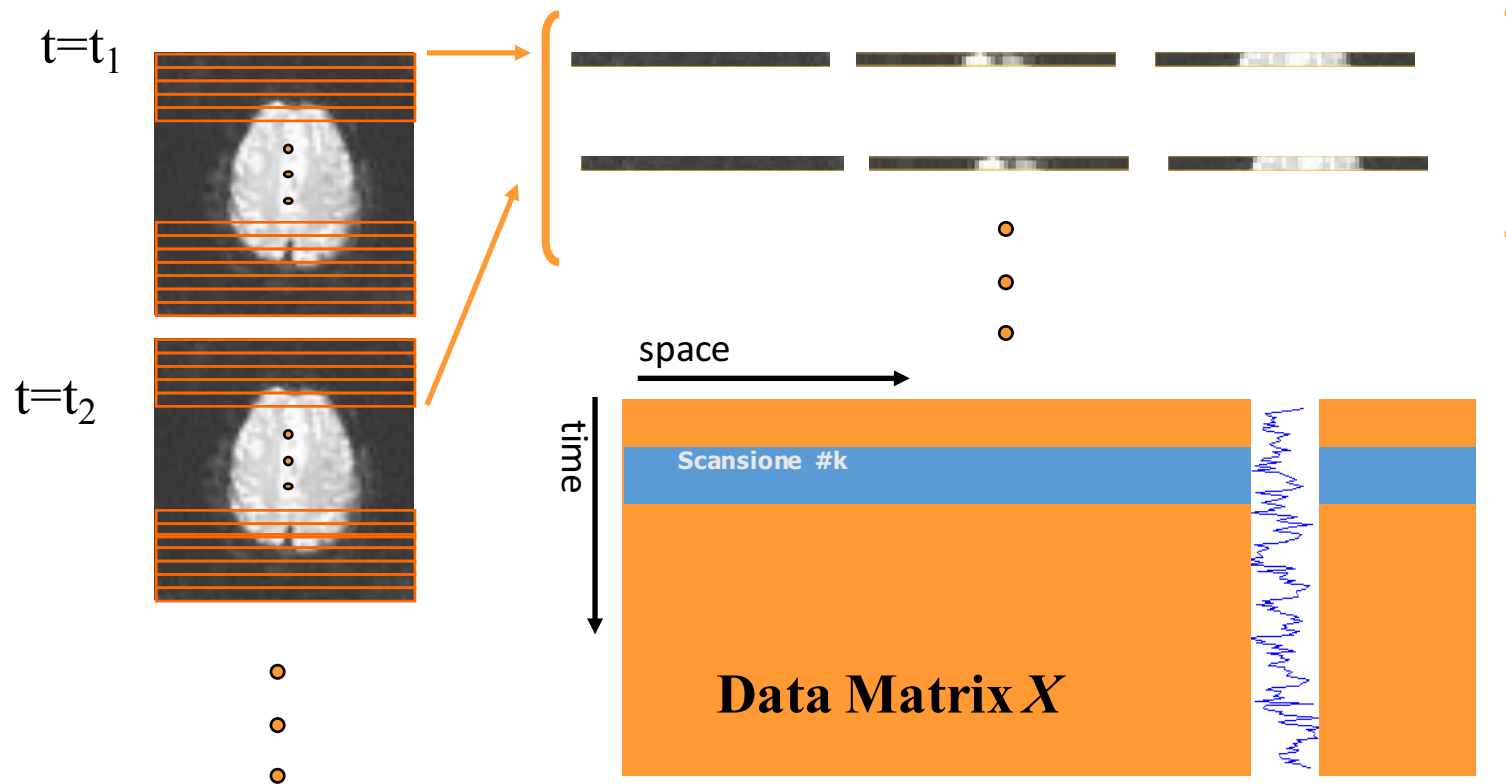 t=t₁
t=t₂
space
time
Scansione #k
Data Matrix X